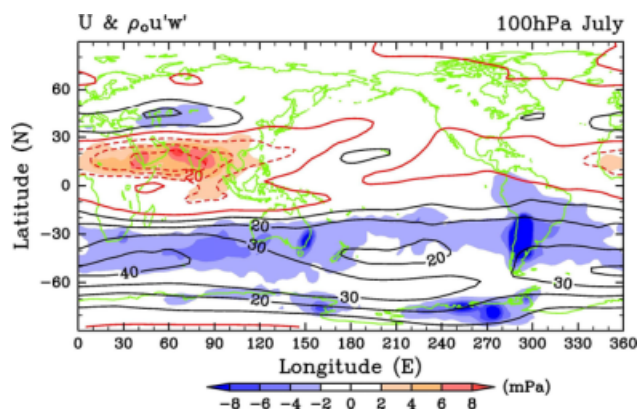 U & ρ₀u'w' 100hPa July
Latitude (N)
60
30
0
−30
−60
20
20
30
40
20
20
30
30
0 30 60 90 120 150 180 210 240 270 300 330 360
Longitude (E)
−8 −6 −4 −2 0 2 4 6 8 (mPa)